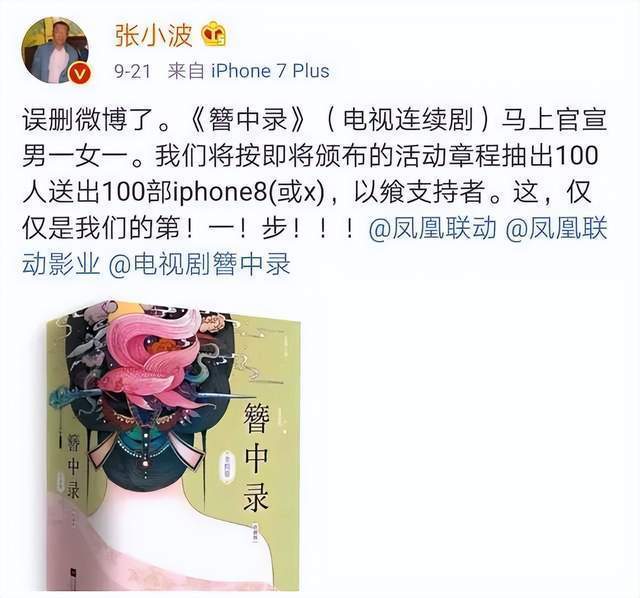 张小波
9-21 来自 iPhone 7 Plus
误删微博了。《簪中录》（电视连续剧）马上官宣
男一女一。我们将按即将颁布的活动章程抽出100
人送出100部iphone8(或x)，以飨支持者。这，仅
仅是我们的第！一！步！！！@凤凰联动 @凤凰联
动影业 @电视剧簪中录
簪中录
簪中录